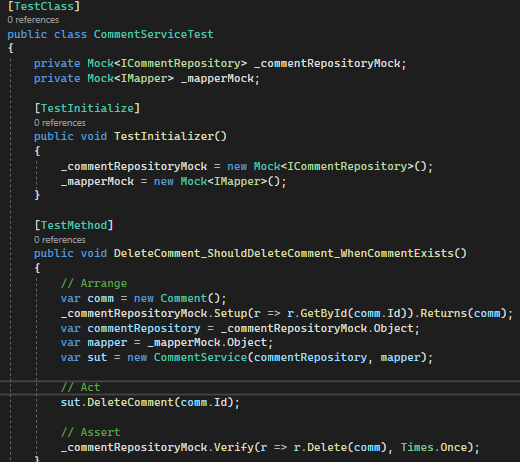 [TestClass]
0 references
public class CommentServiceTest
{
private Mock<ICommentRepository> _commentRepositoryMock;
private Mock<IMapper> _mapperMock;
[TestInitialize]
0 references
public void TestInitializer()
{
_commentRepositoryMock = new Mock<ICommentRepository>();
_mapperMock = new Mock<IMapper>();
}
[TestMethod]
0 references
public void DeleteComment_ShouldDeleteComment_WhenCommentExists()
{
// Arrange
var comm = new Comment();
_commentRepositoryMock.Setup(r => r.GetById(comm.Id)).Returns(comm);
var commentRepository = _commentRepositoryMock.Object;
var mapper = _mapperMock.Object;
var sut = new CommentService(commentRepository, mapper);
// Act
sut.DeleteComment(comm.Id);
// Assert
_commentRepositoryMock.Verify(r => r.Delete(comm), Times.Once);
}